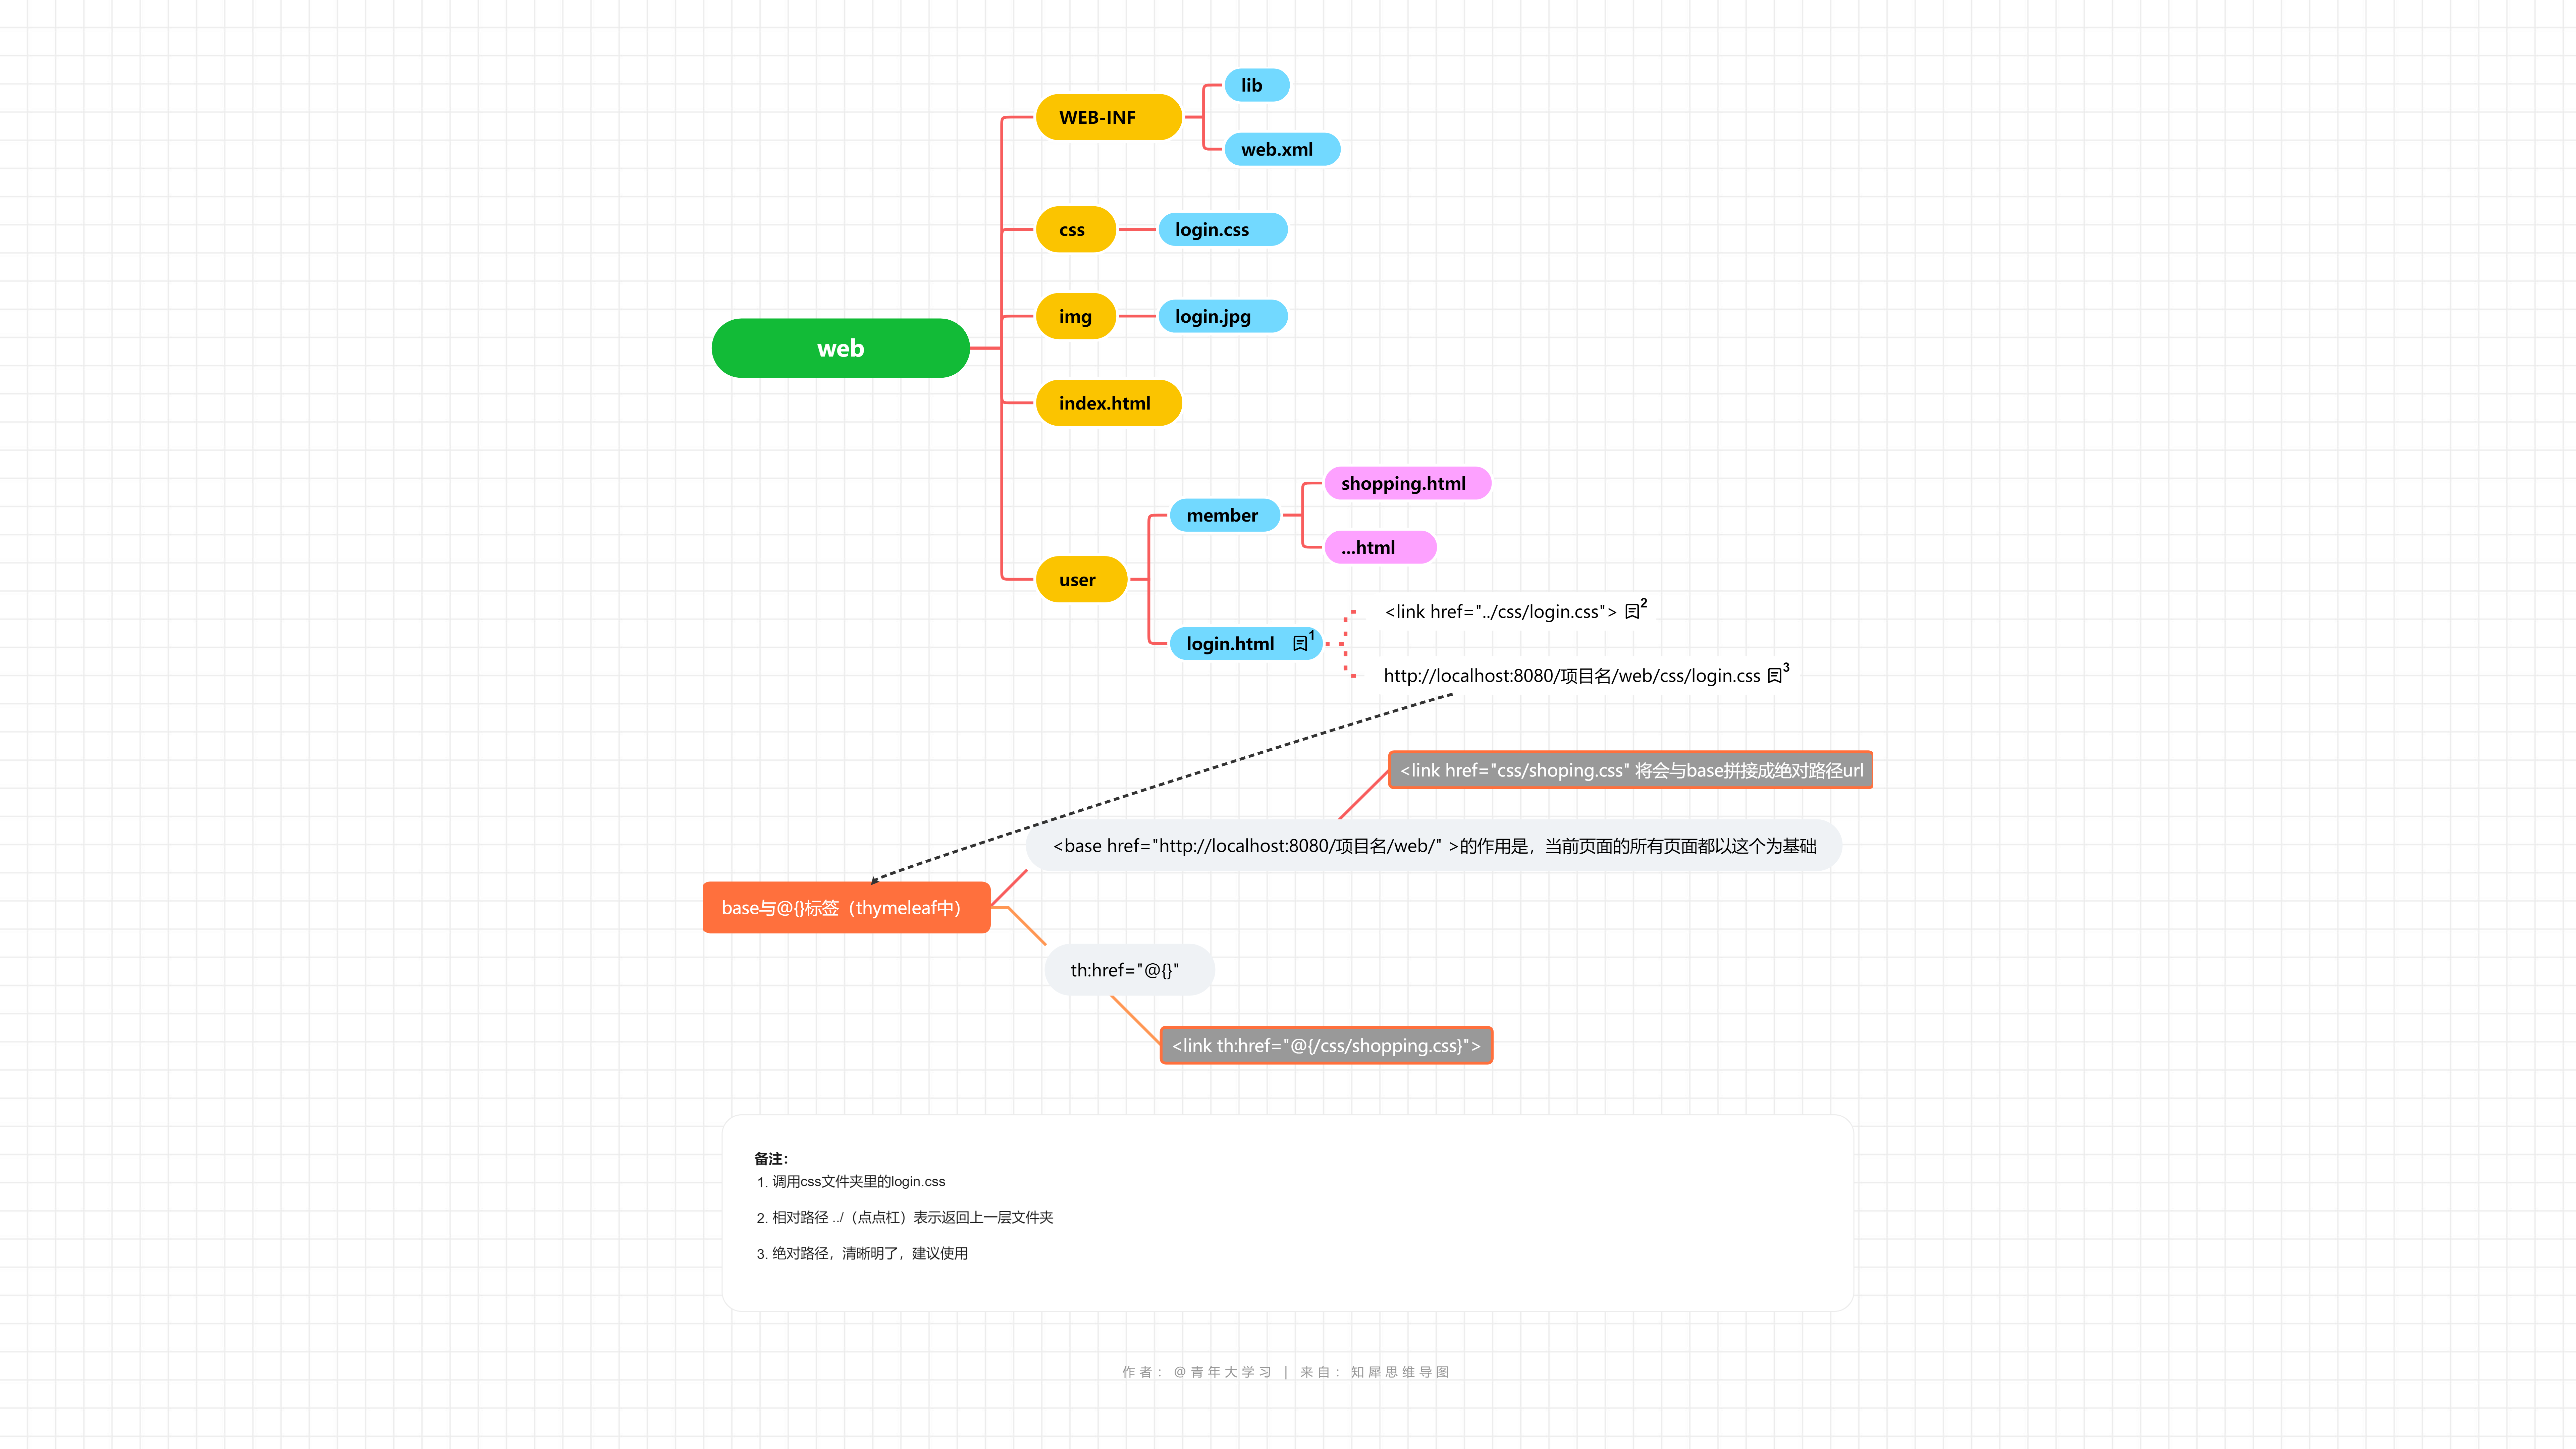 web
WEB-INF
lib
web.xml
css
login.css
img
login.jpg
index.html
user
member
shopping.html
...html
login.html 1
<link href="../css/login.css"> 2
http://localhost:8080/项目名/web/css/login.css 3
<link href="css/shoping.css" 将会与base拼接成绝对路径url
<base href="http://localhost:8080/项目名/web/" >的作用是，当前页面的所有页面都以这个为基础
base与@{}标签（thymeleaf中）
th:href="@{}"
<link th:href="@{/css/shopping.css}">
备注：
1. 调用css文件夹里的login.css
2. 相对路径 ../（点点杠）表示返回上一层文件夹
3. 绝对路径，清晰明了，建议使用
作者：@青年大学习 | 来自：知犀思维导图